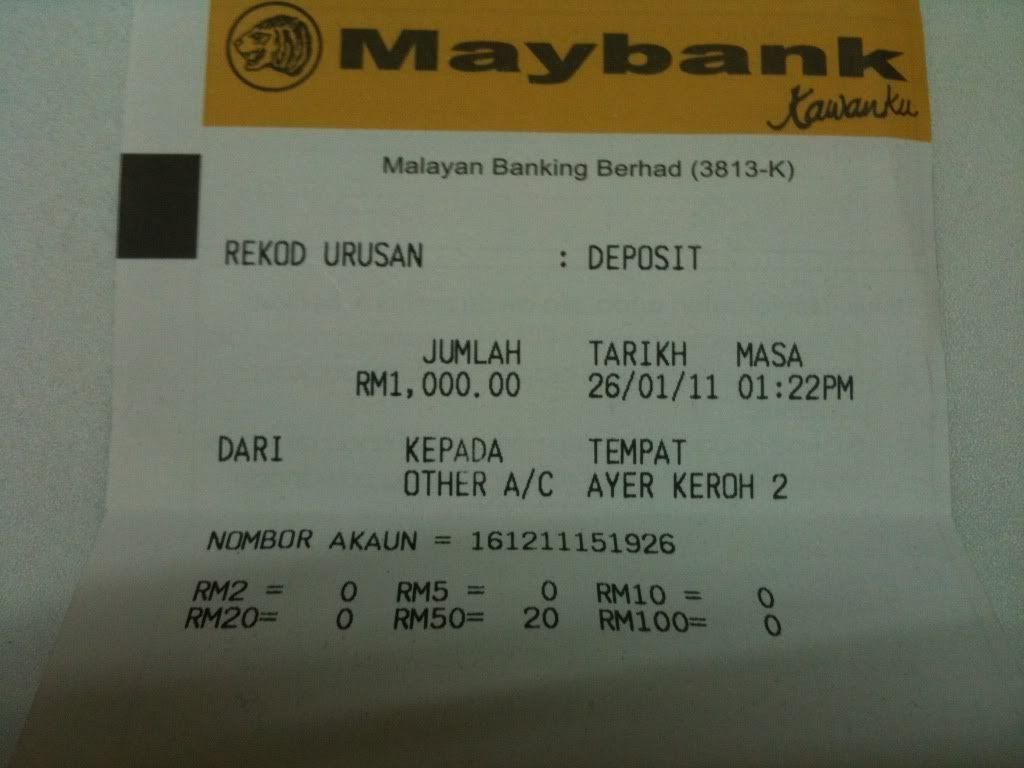 Maybank
Kawanku
Malayan Banking Berhad (3813-K)
REKOD URUSAN : DEPOSIT
JUMLAH TARIKH MASA
RM1,000.00 26/01/11 01:22PM
DARI KEPADA TEMPAT
OTHER A/C AYER KEROH 2
NOMBOR AKAUN = 161211151926
RM2 = 0 RM5 = 0 RM10 = 0
RM20= 0 RM50= 20 RM100= 0